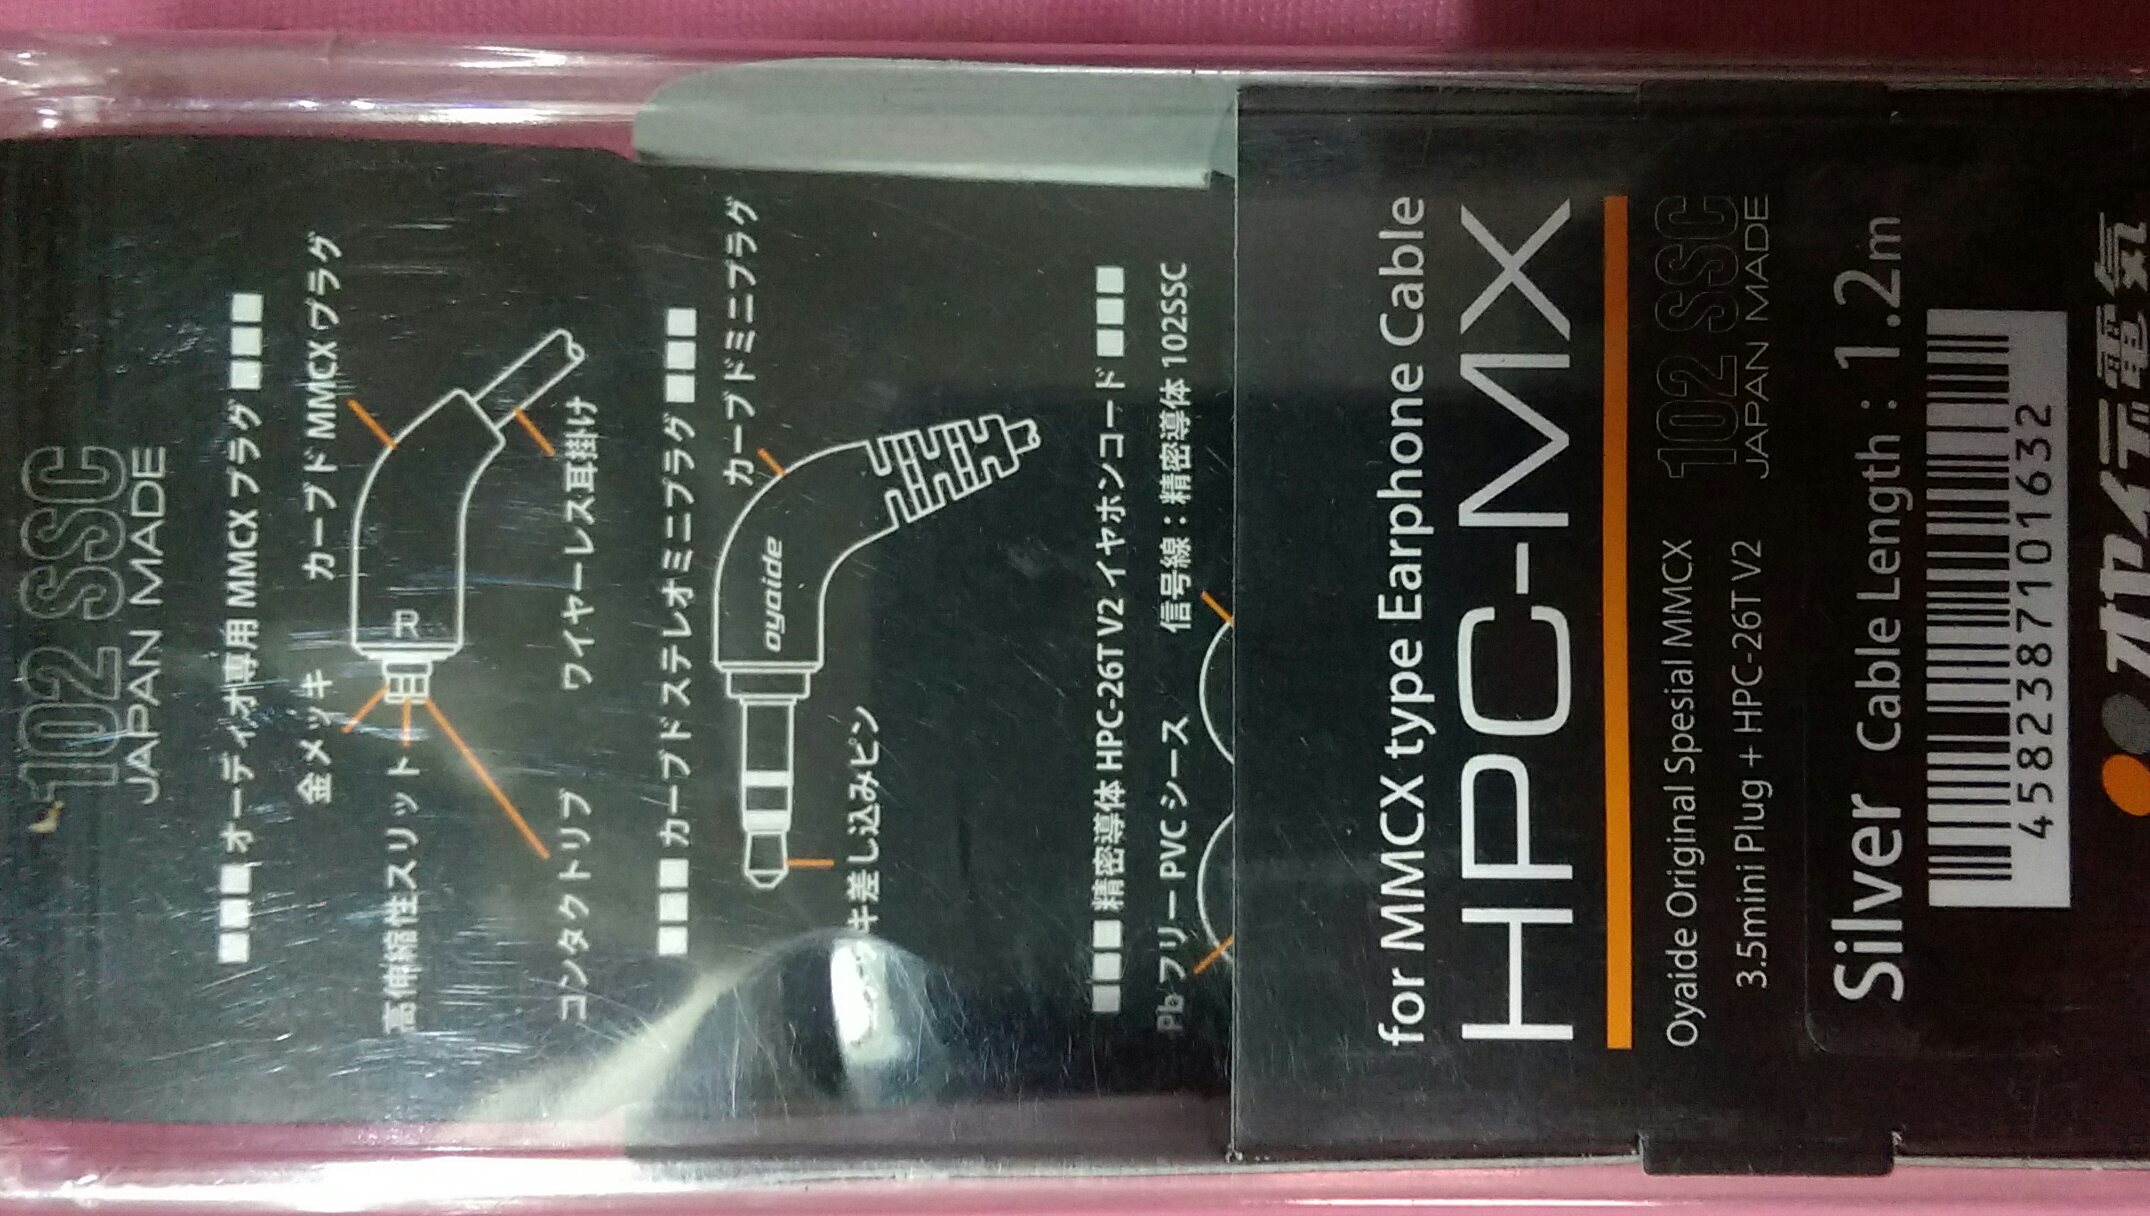 102 SSC
JAPAN MADE
■■■ オーディオ専用 MMCX プラグ ■■■
カーブド MMCX プラグ
金メッキ
R
高伸縮性スリット
ワイヤーレス耳掛け
コンタクトリブ
■■■ カーブドステレオミニプラグ ■■■
カーブドミニプラグ
oyaide
キ差し込みピン
■■■ 精密導体 HPC-26T V2 イヤホンコード ■■■
信号線：精密導体 102SSC
Pb フリー PVC シース
for MMCX type Earphone Cable
HPC-MX
Oyaide Original Spesial MMCX
3.5mini Plug + HPC-26T V2
102 SSC
JAPAN MADE
Silver Cable Length : 1.2m
4582387101632
オヤイデ電気